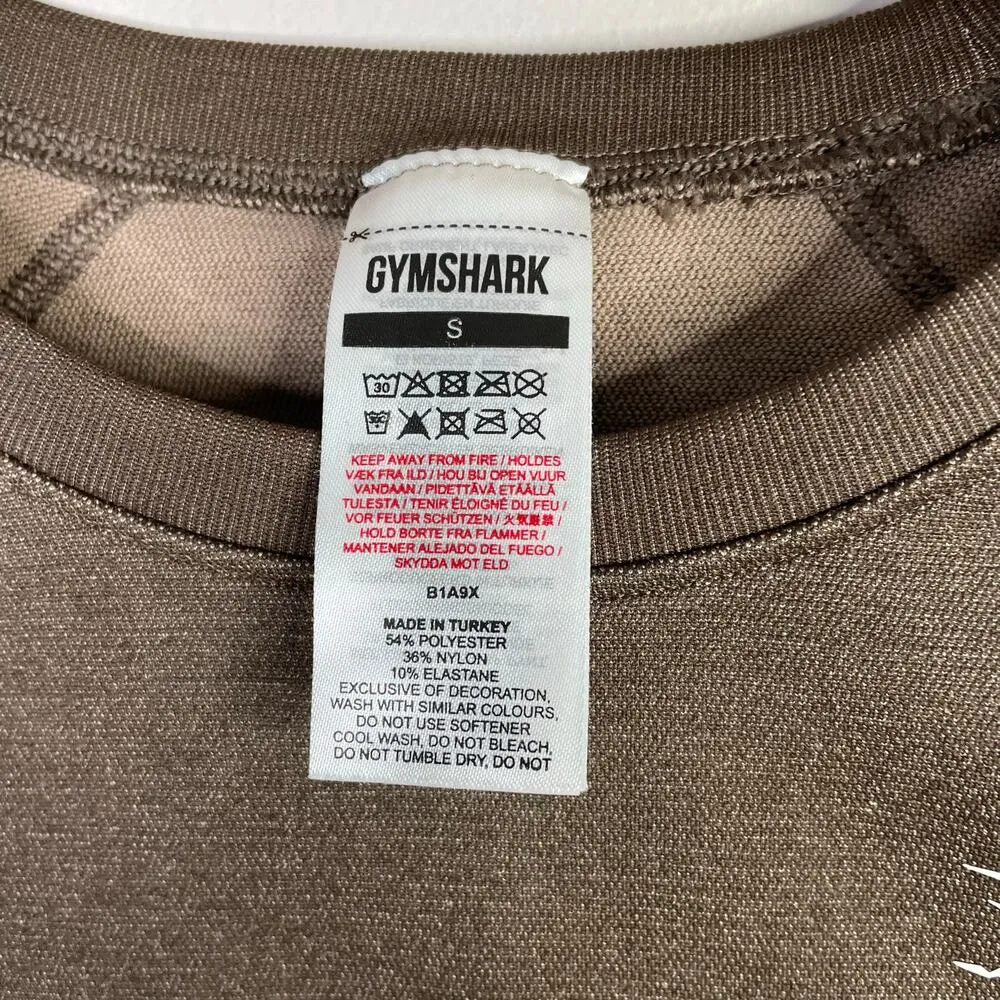 GYMSHARK
S
30
KEEP AWAY FROM FIRE / HOLDES
VÆK FRA ILD / HOU BIJ OPEN VUUR
VANDAAN / PIDETTÄVÄ ETÄÄLLÄ
TULESTA / TENIR ÉLOIGNÉ DU FEU /
VOR FEUER SCHÜTZEN / 火気厳禁 /
HOLD BORTE FRA FLAMMER /
MANTENER ALEJADO DEL FUEGO /
SKYDDA MOT ELD
B1A9X
MADE IN TURKEY
54% POLYESTER
36% NYLON
10% ELASTANE
EXCLUSIVE OF DECORATION,
WASH WITH SIMILAR COLOURS,
DO NOT USE SOFTENER
COOL WASH, DO NOT BLEACH,
DO NOT TUMBLE DRY, DO NOT